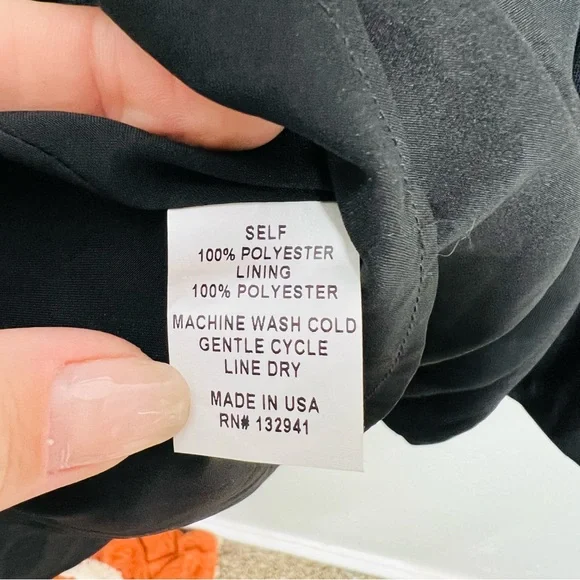 SELF
100% POLYESTER
LINING
100% POLYESTER
MACHINE WASH COLD
GENTLE CYCLE
LINE DRY
MADE IN USA
RN# 132941